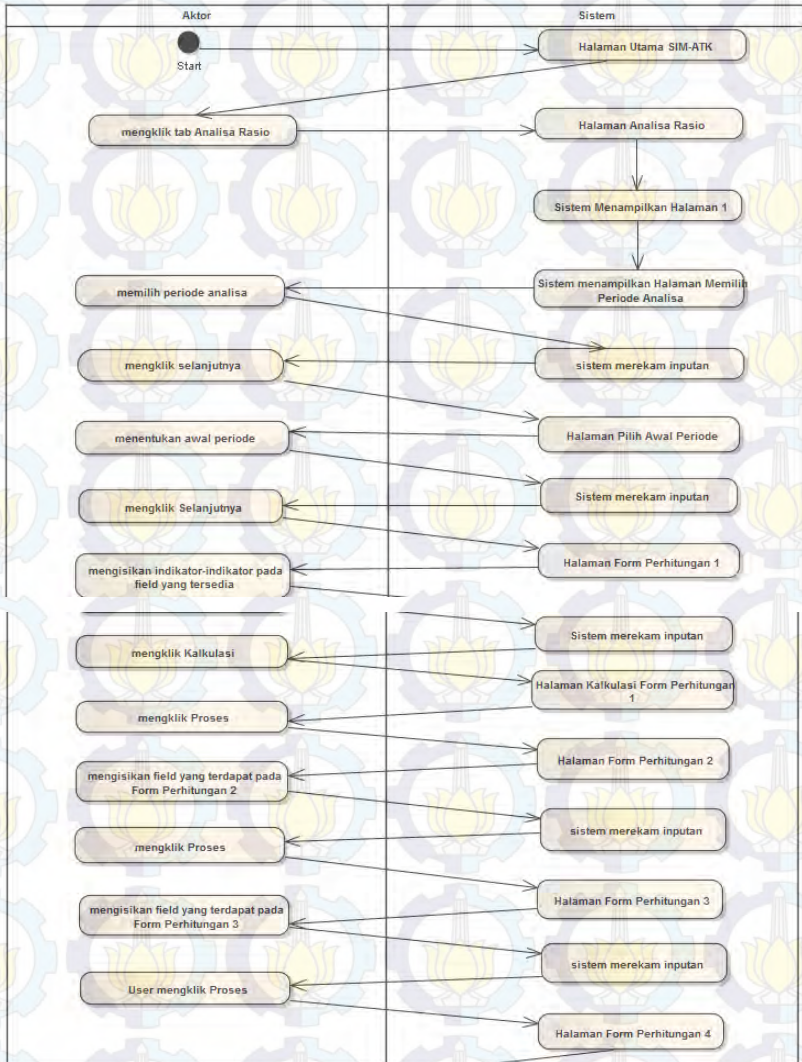 Aktor
Sistem
Start
Halaman Utama SIM-ATK
mengklik tab Analisa Rasio
Halaman Analisa Rasio
Sistem Menampilkan Halaman 1
Sistem menampilkan Halaman Memilih
Periode Analisa
memilih periode analisa
sistem merekam inputan
mengklik selanjutnya
Halaman Pilih Awal Periode
menentukan awal periode
Sistem merekam inputan
mengklik Selanjutnya
Halaman Form Perhitungan 1
mengisikan indikator-indikator pada
field yang tersedia
Sistem merekam inputan
mengklik Kalkulasi
Halaman Kalkulasi Form Perhitungan
1
mengklik Proses
Halaman Form Perhitungan 2
mengisikan field yang terdapat pada
Form Perhitungan 2
sistem merekam inputan
mengklik Proses
Halaman Form Perhitungan 3
mengisikan field yang terdapat pada
Form Perhitungan 3
sistem merekam inputan
User mengklik Proses
Halaman Form Perhitungan 4